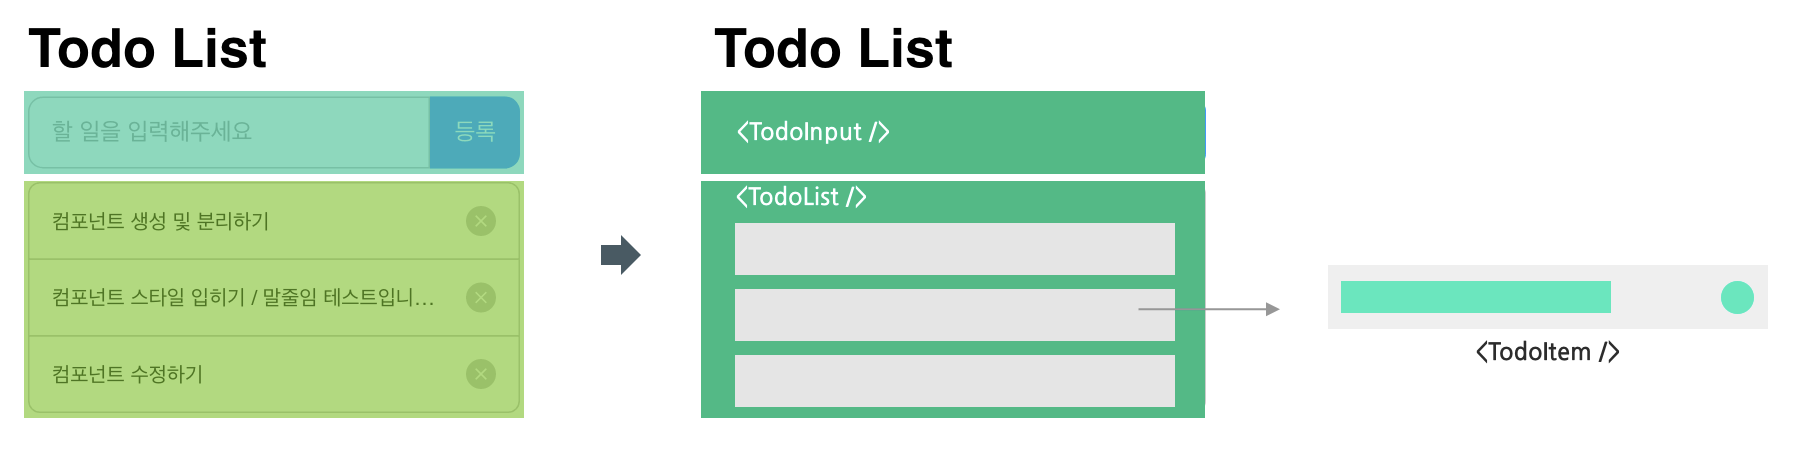 Todo List
할 일을 입력해주세요
등록
컴포넌트 생성 및 분리하기
컴포넌트 스타일 입히기 / 말줄임 테스트입니...
컴포넌트 수정하기
Todo List
<TodoInput />
<TodoList />
<TodoItem />